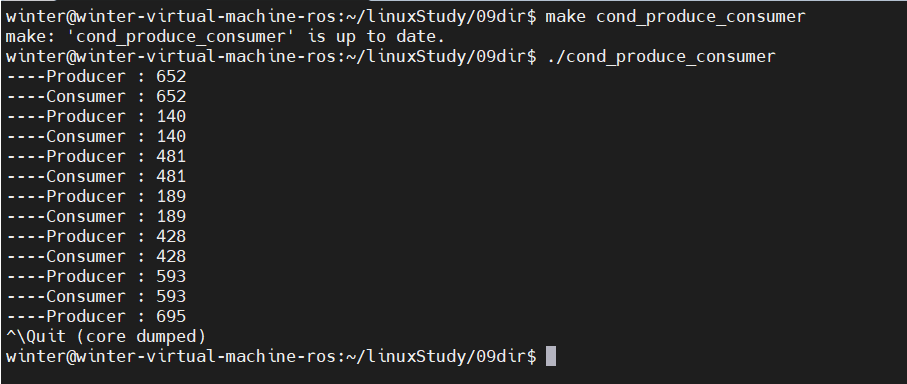 winter@winter-virtual-machine-ros:~/linuxStudy/09dir$ make cond_produce_consumer
make: 'cond_produce_consumer' is up to date.
winter@winter-virtual-machine-ros:~/linuxStudy/09dir$ ./cond_produce_consumer
----Producer : 652
----Consumer : 652
----Producer : 140
----Consumer : 140
----Producer : 481
----Consumer : 481
----Producer : 189
----Consumer : 189
----Producer : 428
----Consumer : 428
----Producer : 593
----Consumer : 593
----Producer : 695
^\Quit (core dumped)
winter@winter-virtual-machine-ros:~/linuxStudy/09dir$